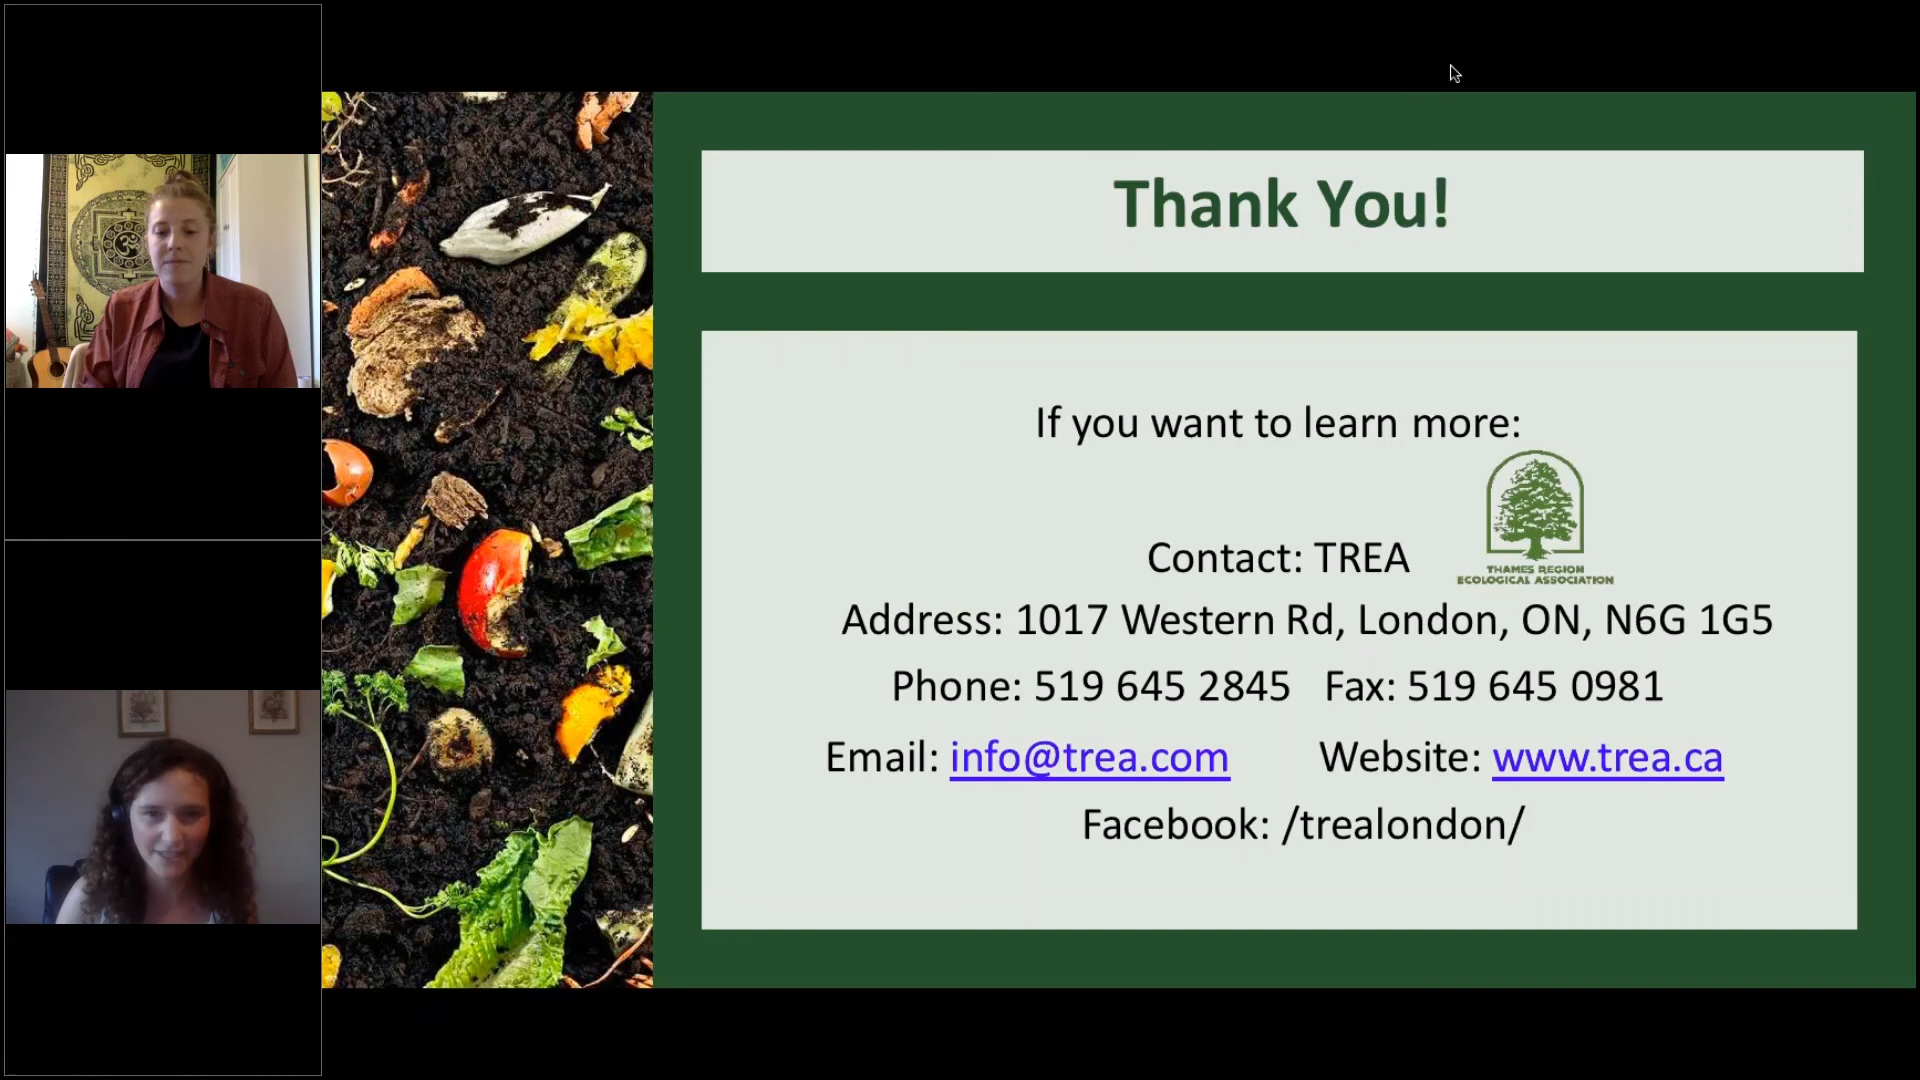 Thank You!
If you want to learn more:
Contact: TREA
THAMES REGION
ECOLOGICAL ASSOCIATION
Address: 1017 Western Rd, London, ON, N6G 1G5
Phone: 519 645 2845 Fax: 519 645 0981
Email: info@trea.com Website: www.trea.ca
Facebook: /trealondon/